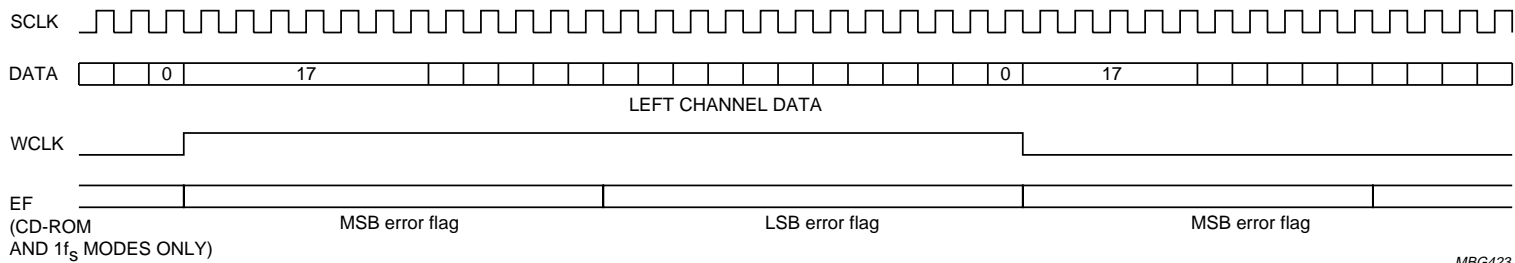 SCLK
DATA 0 17 0 17
LEFT CHANNEL DATA
WCLK
EF
(CD-ROM
AND 1fs MODES ONLY)
MSB error flag LSB error flag MSB error flag
MBG423